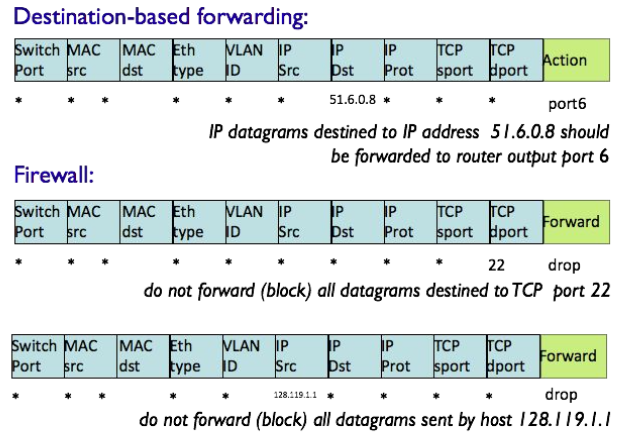 Destination-based forwarding:
Switch Port MAC src MAC dst Eth type VLAN ID IP Src IP Dst IP Prot TCP sport TCP dport Action
* * * * * * 51.6.0.8 * * * port6
IP datagrams destined to IP address 51.6.0.8 should
be forwarded to router output port 6
Firewall:
Switch Port MAC src MAC dst Eth type VLAN ID IP Src IP Dst IP Prot TCP sport TCP dport Forward
* * * * * * * * * 22 drop
do not forward (block) all datagrams destined to TCP port 22
Switch Port MAC src MAC dst Eth type VLAN ID IP Src IP Dst IP Prot TCP sport TCP dport Forward
* * * * * 128.119.1.1 * * * * drop
do not forward (block) all datagrams sent by host 128.119.1.1